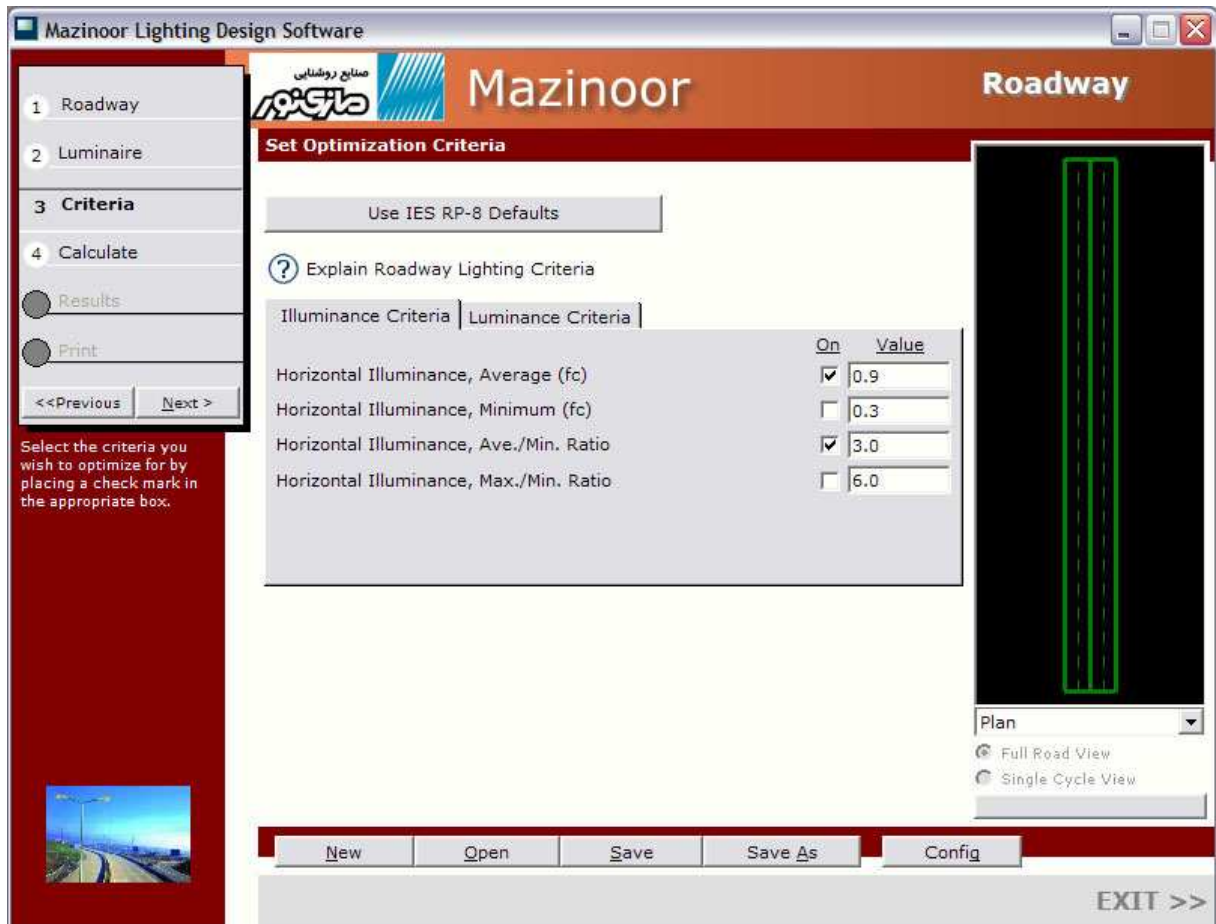 Mazinoor Lighting Design Software
1 Roadway
2 Luminaire
3 Criteria
4 Calculate
Results
Print
<<Previous
Next >
Select the criteria you
wish to optimize for by
placing a check mark in
the appropriate box.
صنایع روشنایی
مازی‌نور
Mazinoor
Roadway
Set Optimization Criteria
Use IES RP-8 Defaults
? Explain Roadway Lighting Criteria
Illuminance Criteria
Luminance Criteria
On Value
Horizontal Illuminance, Average (fc) 0.9
Horizontal Illuminance, Minimum (fc) 0.3
Horizontal Illuminance, Ave./Min. Ratio 3.0
Horizontal Illuminance, Max./Min. Ratio 6.0
Plan
Full Road View
Single Cycle View
New
Open
Save
Save As
Config
EXIT >>